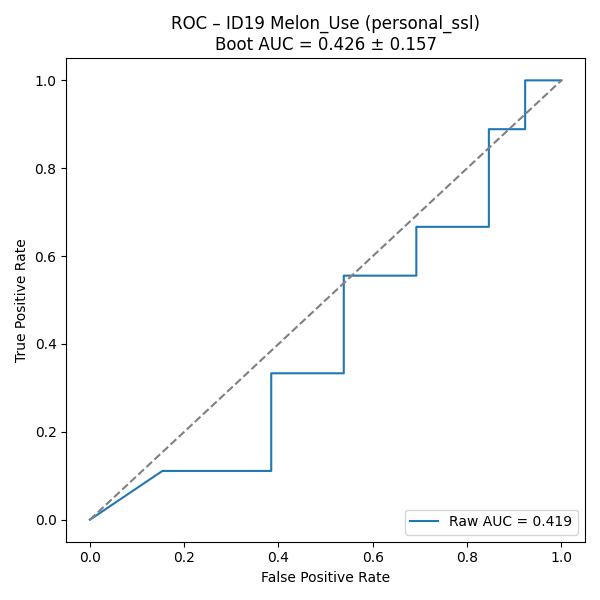 ROC – ID19 Melon_Use (personal_ssl)
Boot AUC = 0.426 ± 0.157
True Positive Rate
1.0
0.8
0.6
0.4
0.2
0.0
0.0 0.2 0.4 0.6 0.8 1.0
False Positive Rate
Raw AUC = 0.419